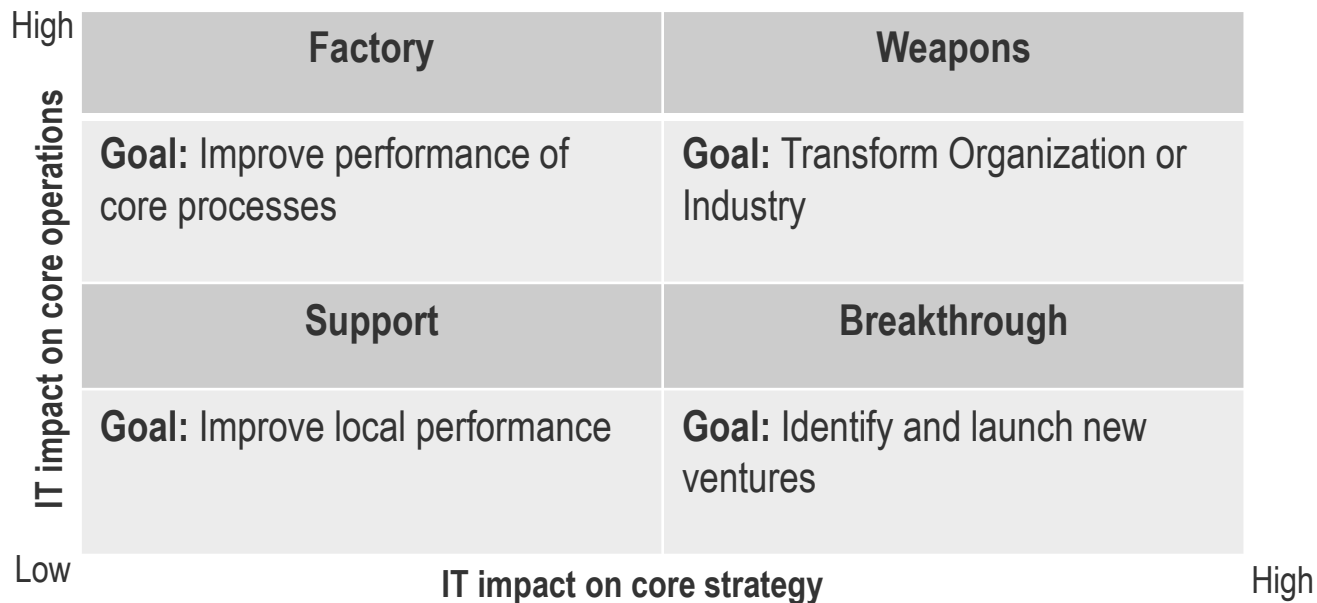 High
IT impact on core operations
Factory
Weapons
Goal: Improve performance of
core processes
Goal: Transform Organization or
Industry
Support
Breakthrough
Goal: Improve local performance
Goal: Identify and launch new
ventures
Low
IT impact on core strategy
High